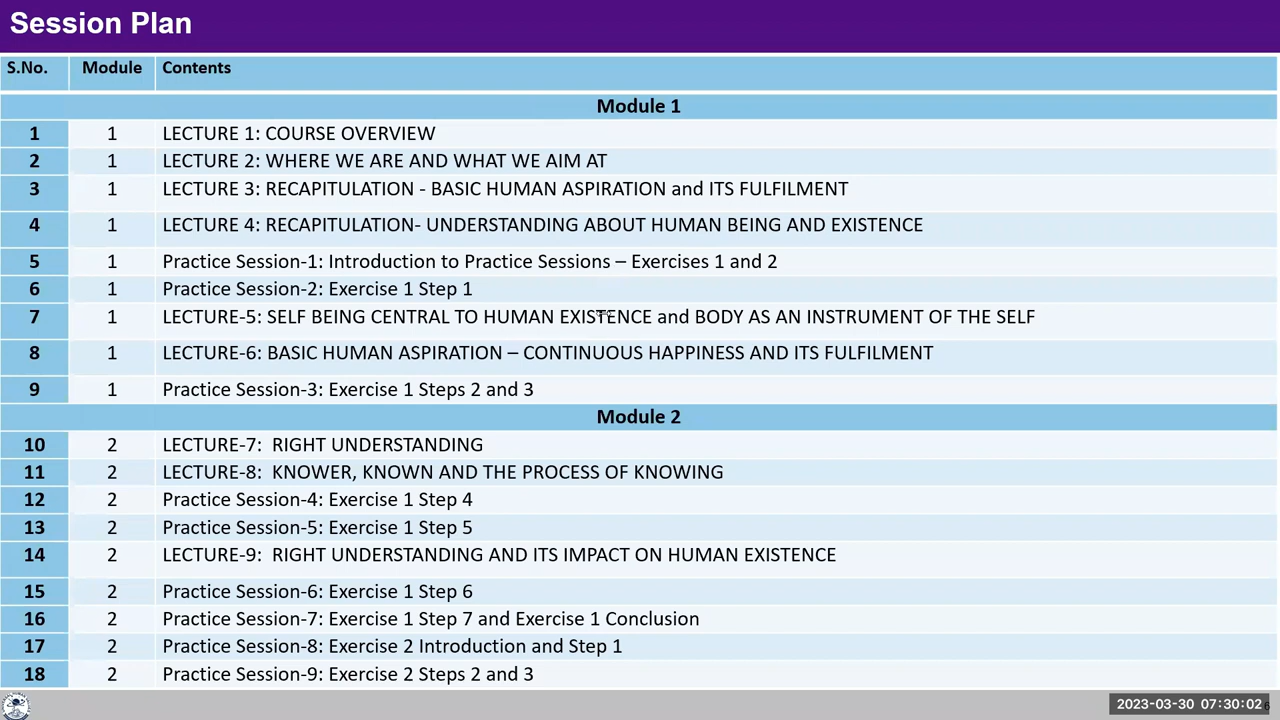 Session Plan
S.No. Module Contents
Module 1
1 1 LECTURE 1: COURSE OVERVIEW
2 1 LECTURE 2: WHERE WE ARE AND WHAT WE AIM AT
3 1 LECTURE 3: RECAPITULATION - BASIC HUMAN ASPIRATION and ITS FULFILMENT
4 1 LECTURE 4: RECAPITULATION- UNDERSTANDING ABOUT HUMAN BEING AND EXISTENCE
5 1 Practice Session-1: Introduction to Practice Sessions – Exercises 1 and 2
6 1 Practice Session-2: Exercise 1 Step 1
7 1 LECTURE-5: SELF BEING CENTRAL TO HUMAN EXISTENCE and BODY AS AN INSTRUMENT OF THE SELF
8 1 LECTURE-6: BASIC HUMAN ASPIRATION – CONTINUOUS HAPPINESS AND ITS FULFILMENT
9 1 Practice Session-3: Exercise 1 Steps 2 and 3
Module 2
10 2 LECTURE-7: RIGHT UNDERSTANDING
11 2 LECTURE-8: KNOWER, KNOWN AND THE PROCESS OF KNOWING
12 2 Practice Session-4: Exercise 1 Step 4
13 2 Practice Session-5: Exercise 1 Step 5
14 2 LECTURE-9: RIGHT UNDERSTANDING AND ITS IMPACT ON HUMAN EXISTENCE
15 2 Practice Session-6: Exercise 1 Step 6
16 2 Practice Session-7: Exercise 1 Step 7 and Exercise 1 Conclusion
17 2 Practice Session-8: Exercise 2 Introduction and Step 1
18 2 Practice Session-9: Exercise 2 Steps 2 and 3
2023-03-30 07:30:02 6